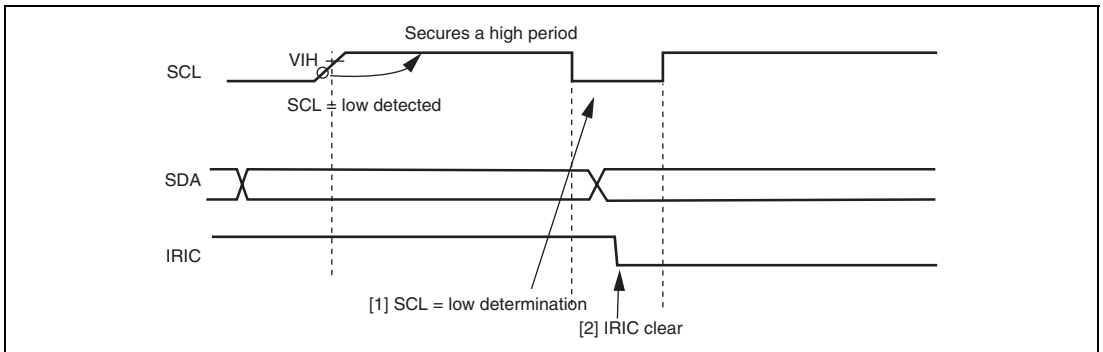 Secures a high period
VIH
SCL
SCL = low detected
SDA
IRIC
[1] SCL = low determination
[2] IRIC clear